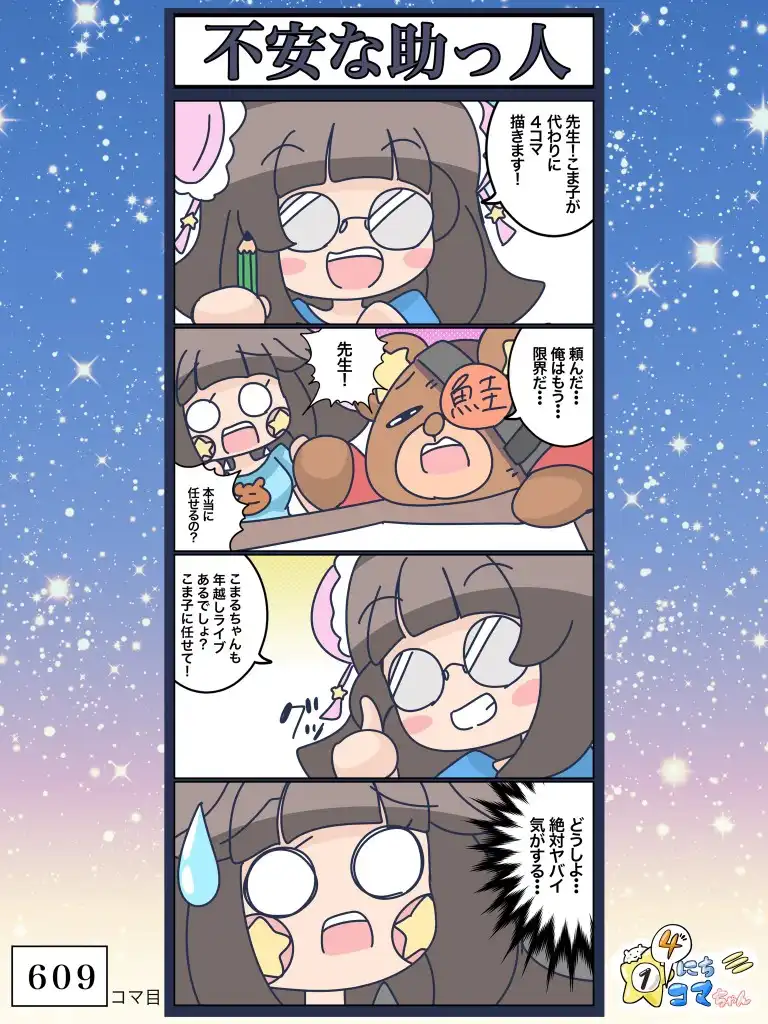 不安な助っ人
先生！こま子が
代わりに
４コマ
描きます！
頼んだ…
俺はもう…
限界だ…
鮭
先生！
本当に
任せるの？
こまるちゃんも
年越しライブ
あるでしょ？
こま子に任せて！
グッ
どうしよ…
絶対ヤバイ
気がする…
609
コマ目
1
4
にち
コマちゃん